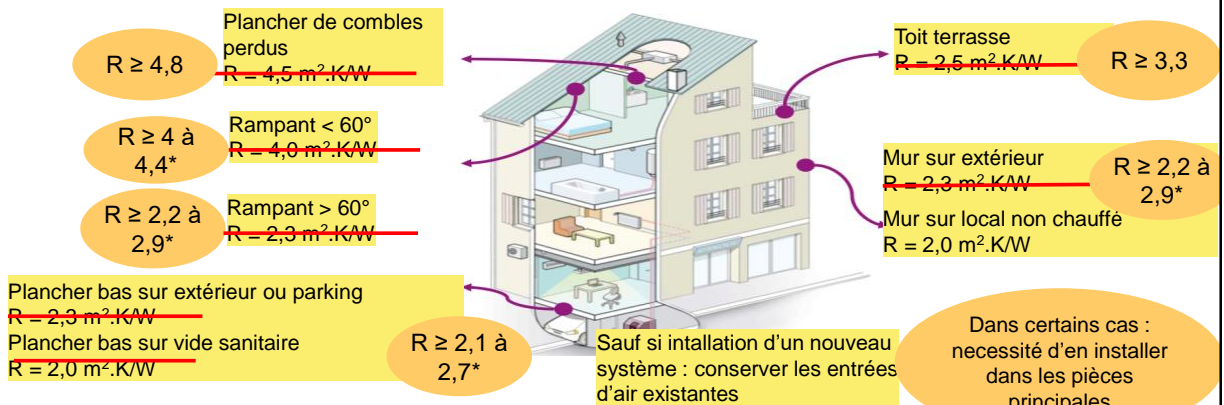 Plancher de combles
perdus
R = 4,5 m².K/W
R ≥ 4,8
Rampant < 60°
R = 4,0 m².K/W
R ≥ 4 à
4,4*
Rampant > 60°
R = 2,3 m².K/W
R ≥ 2,2 à
2,9*
Plancher bas sur extérieur ou parking
R = 2,3 m².K/W
Plancher bas sur vide sanitaire
R = 2,0 m².K/W
R ≥ 2,1 à
2,7*
Toit terrasse
R = 2,5 m².K/W
R ≥ 3,3
Mur sur extérieur
R = 2,3 m².K/W
R ≥ 2,2 à
2,9*
Mur sur local non chauffé
R = 2,0 m².K/W
Sauf si intallation d'un nouveau
système : conserver les entrées
d'air existantes
Dans certains cas :
necessité d'en installer
dans les pièces
principales